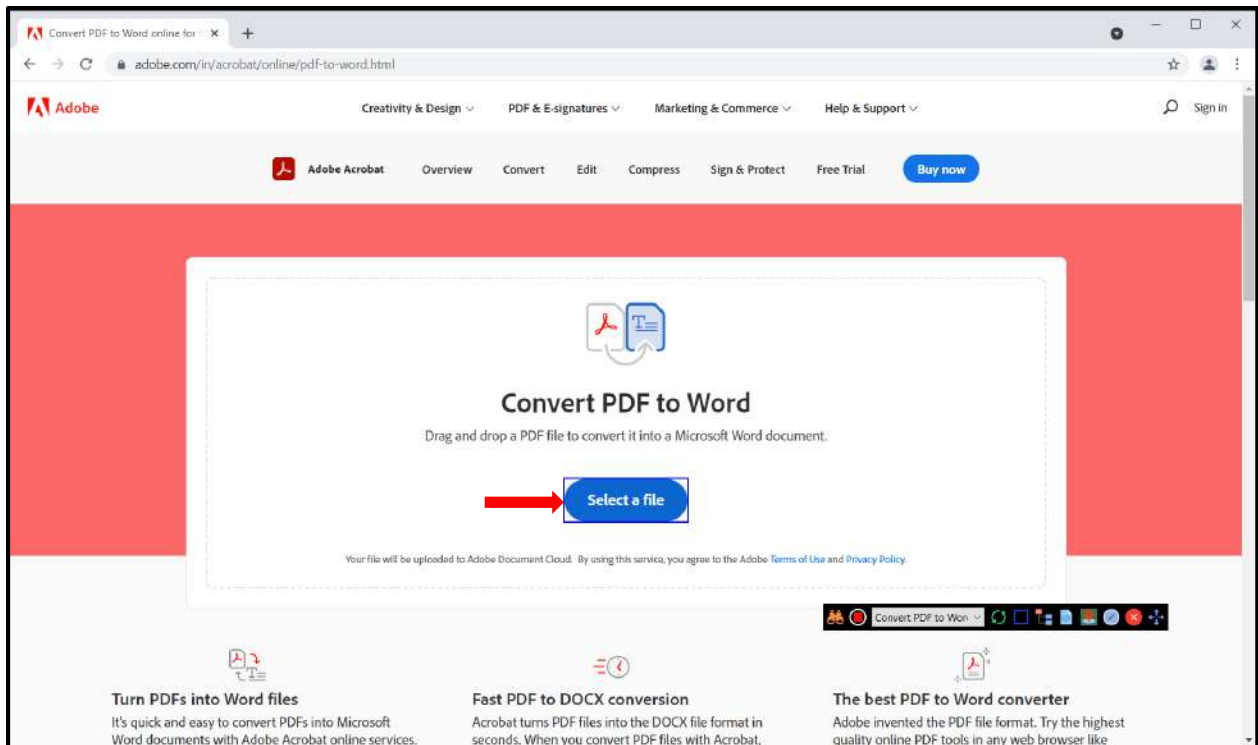 Convert PDF to Word online for
adobe.com/in/acrobat/online/pdf-to-word.html
Adobe Creativity & Design PDF & E-signatures Marketing & Commerce Help & Support Sign in
Adobe Acrobat Overview Convert Edit Compress Sign & Protect Free Trial Buy now
Convert PDF to Word
Drag and drop a PDF file to convert it into a Microsoft Word document.
Select a file
Your file will be uploaded to Adobe Document Cloud. By using this service, you agree to the Adobe Terms of Use and Privacy Policy.
Convert PDF to Wor
Turn PDFs into Word files
It's quick and easy to convert PDFs into Microsoft
Word documents with Adobe Acrobat online services.
Fast PDF to DOCX conversion
Acrobat turns PDF files into the DOCX file format in
seconds. When you convert PDF files with Acrobat,
The best PDF to Word converter
Adobe invented the PDF file format. Try the highest
quality online PDF tools in any web browser like